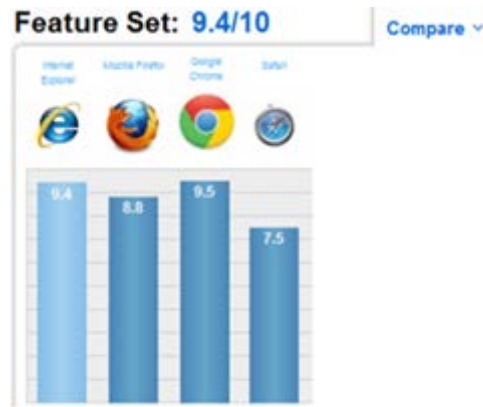 Feature Set: 9.4/10
Compare
Internet Explorer
Mozilla Firefox
Google Chrome
Safari
9.4
8.8
9.5
7.5